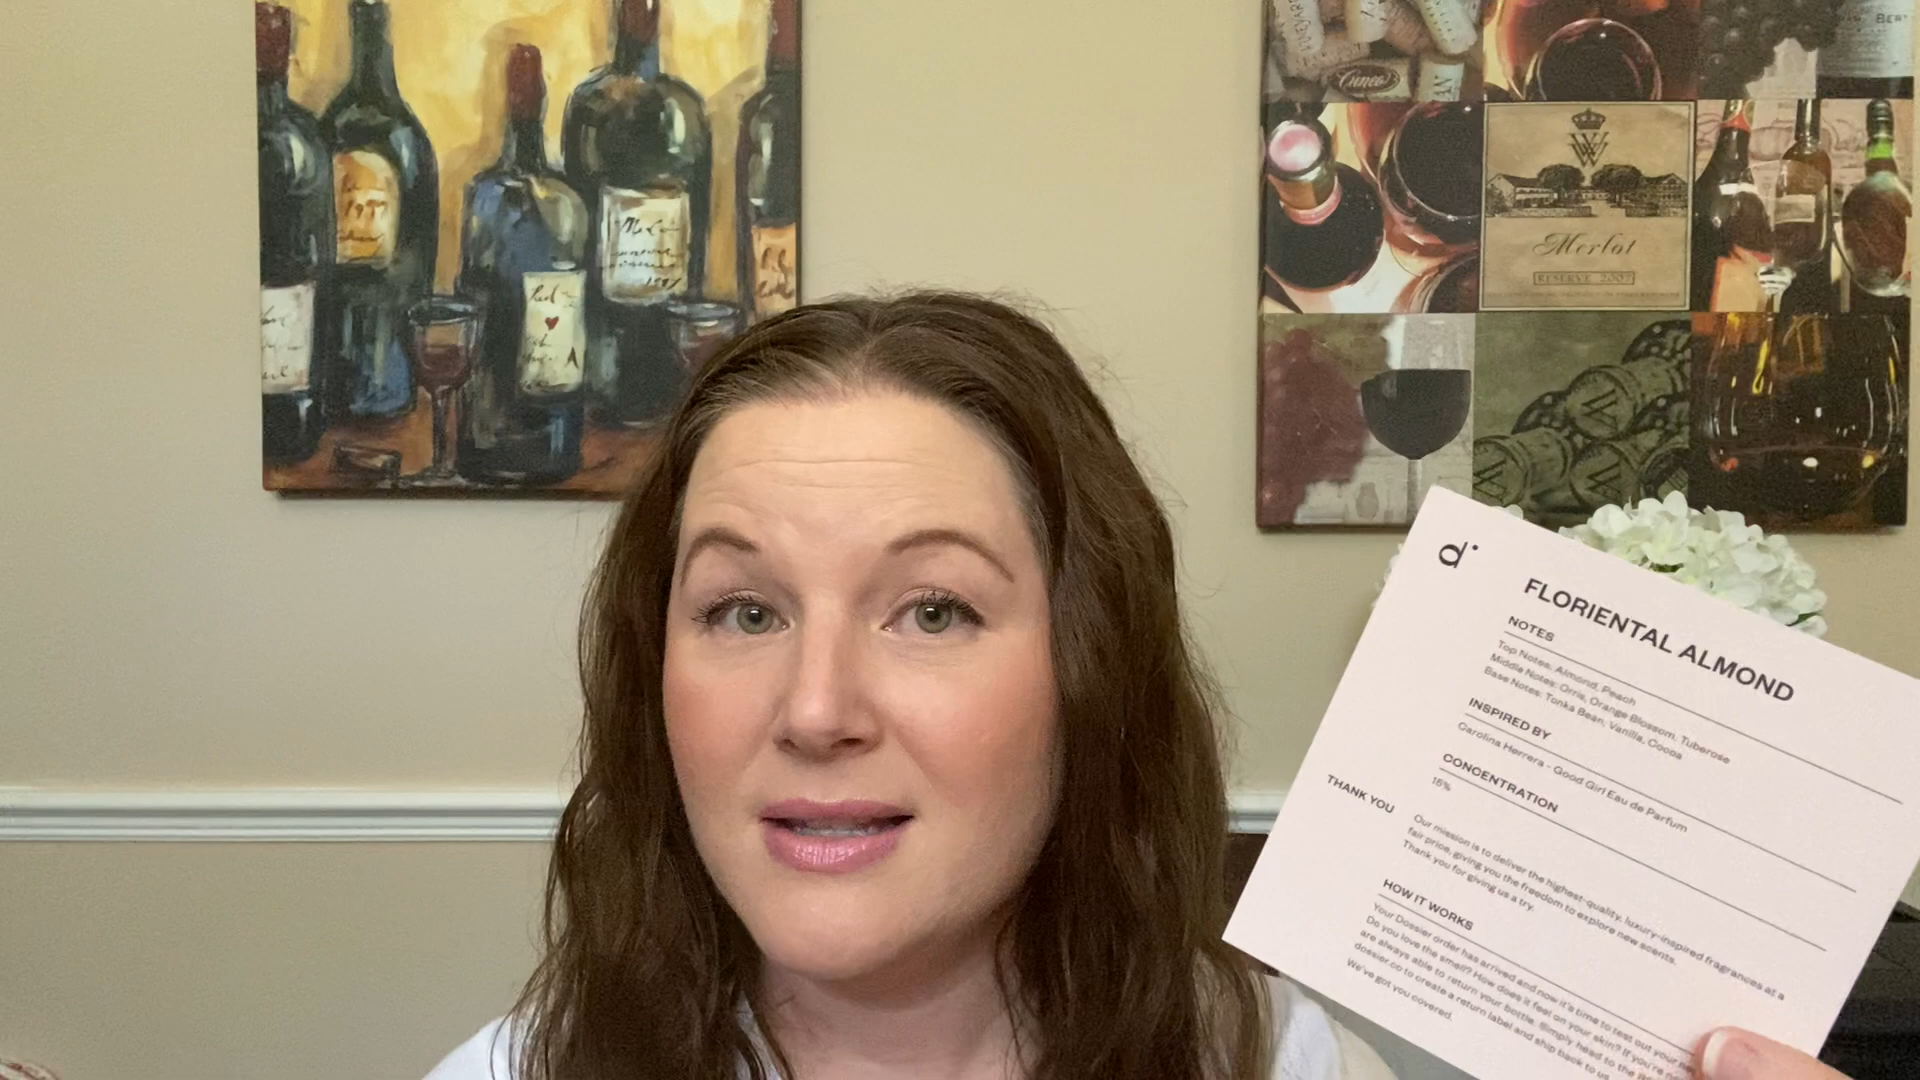 1977
Red
1997
Cuneo
W
Merlot
RESERVE 2007
d
FLORIENTAL ALMOND
NOTES
Top Notes: Almond, Peach
Middle Notes: Orris, Orange Blossom, Tuberose
Base Notes: Tonka Bean, Vanilla, Cocoa
INSPIRED BY
Carolina Herrera - Good Girl Eau de Parfum
CONCENTRATION
THANK YOU
Our mission is to deliver the highest-quality, luxury-inspired fragrances at a
fair price, giving you the freedom to explore new scents.
Thank you for giving us a try.
HOW IT WORKS
Your Dossier order has arrived and now it's time to test out your
Do you love the smell? How does it feel on your skin? If you're
are always able to return your bottle. Simply head to the
dossier.co to create a return label and ship back to us
We've got you covered.